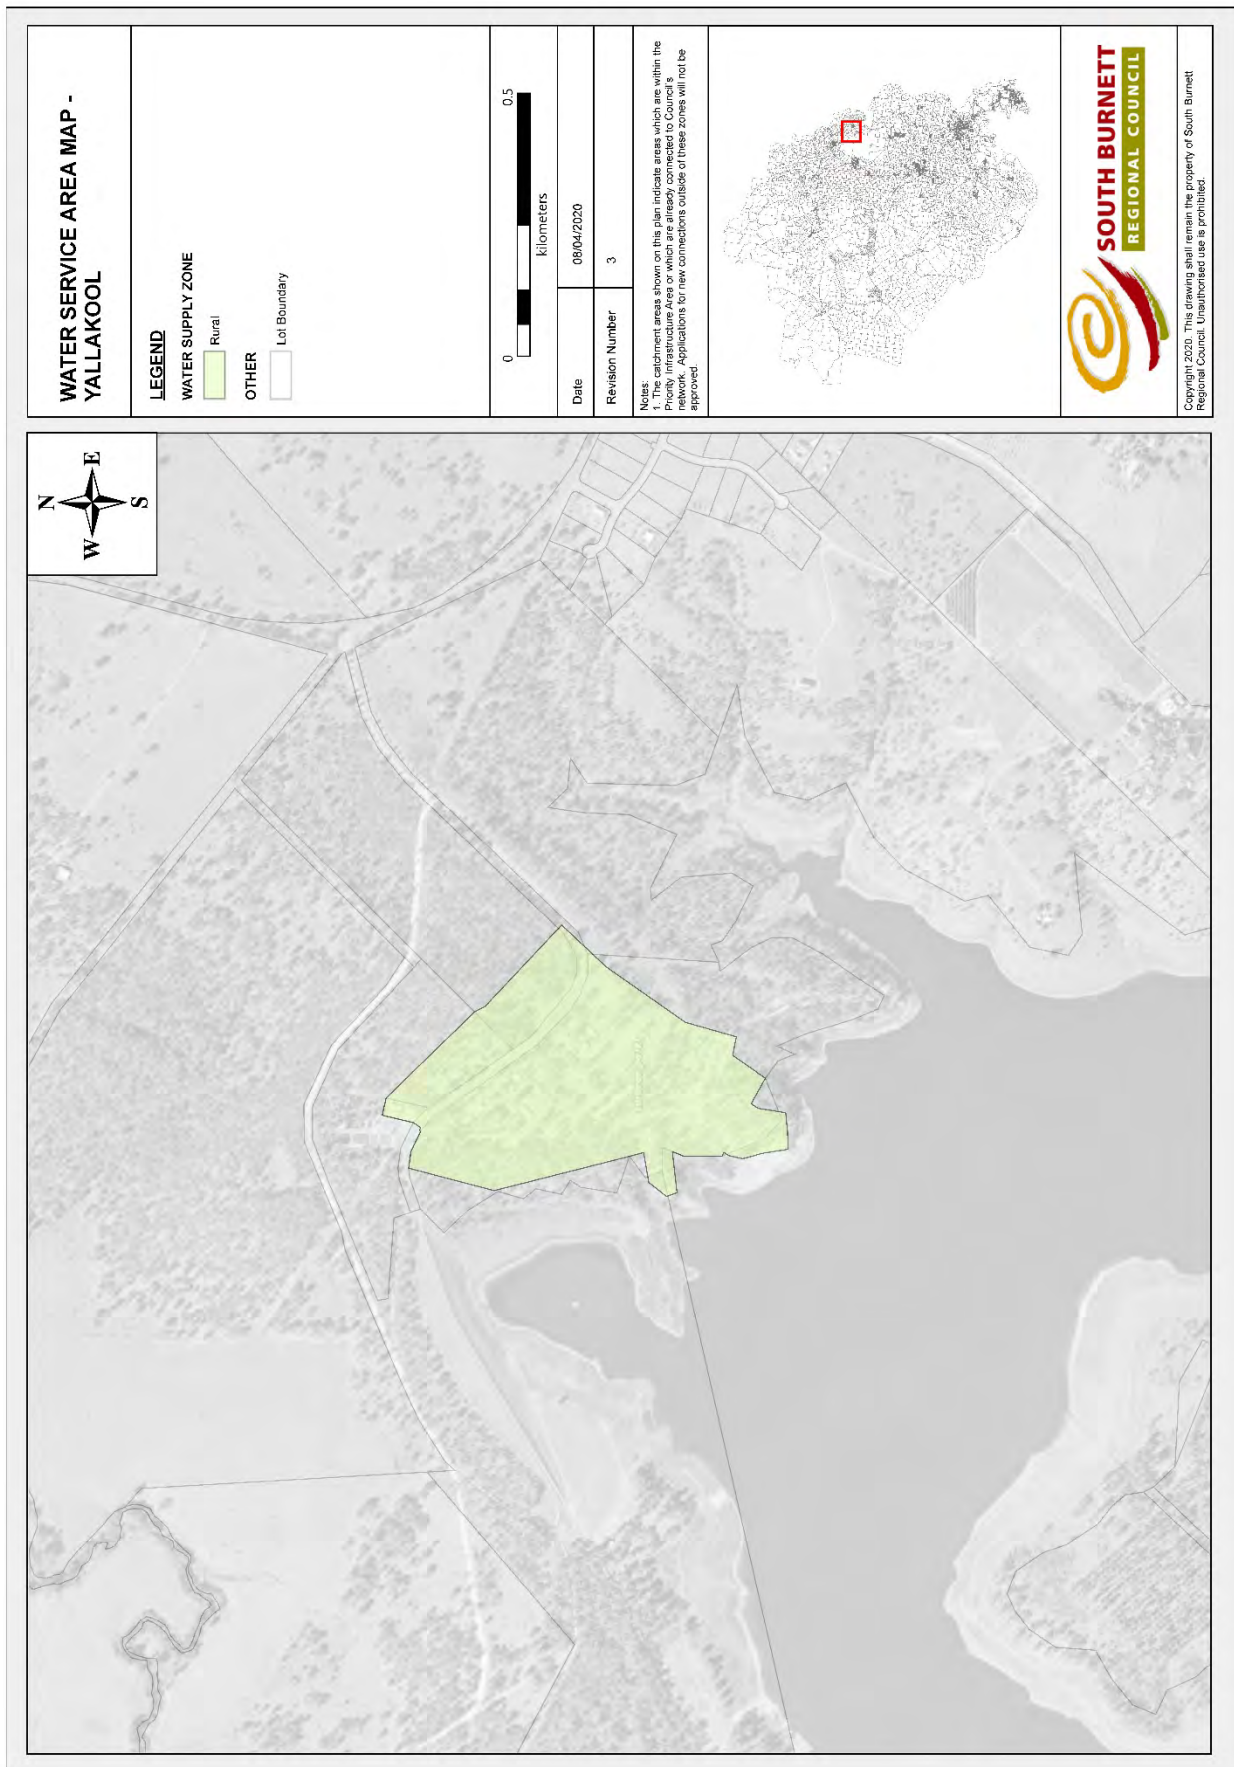 WATER SERVICE AREA MAP -
YALLAKOOL
LEGEND
WATER SUPPLY ZONE
Rural
OTHER
Lot Boundary
0
0.5
kilometers
Date
08/04/2020
Revision Number
3
Notes:
1. The catchment areas shown on this plan indicate areas which are within the
Priority Infrastructure Area or which are already connected to Council's
network. Applications for new connections outside of these zones will not be
approved.
SOUTH BURNETT
REGIONAL COUNCIL
Copyright 2020. This drawing shall remain the property of South Burnett
Regional Council. Unauthorised use is prohibited.
N
W
E
S